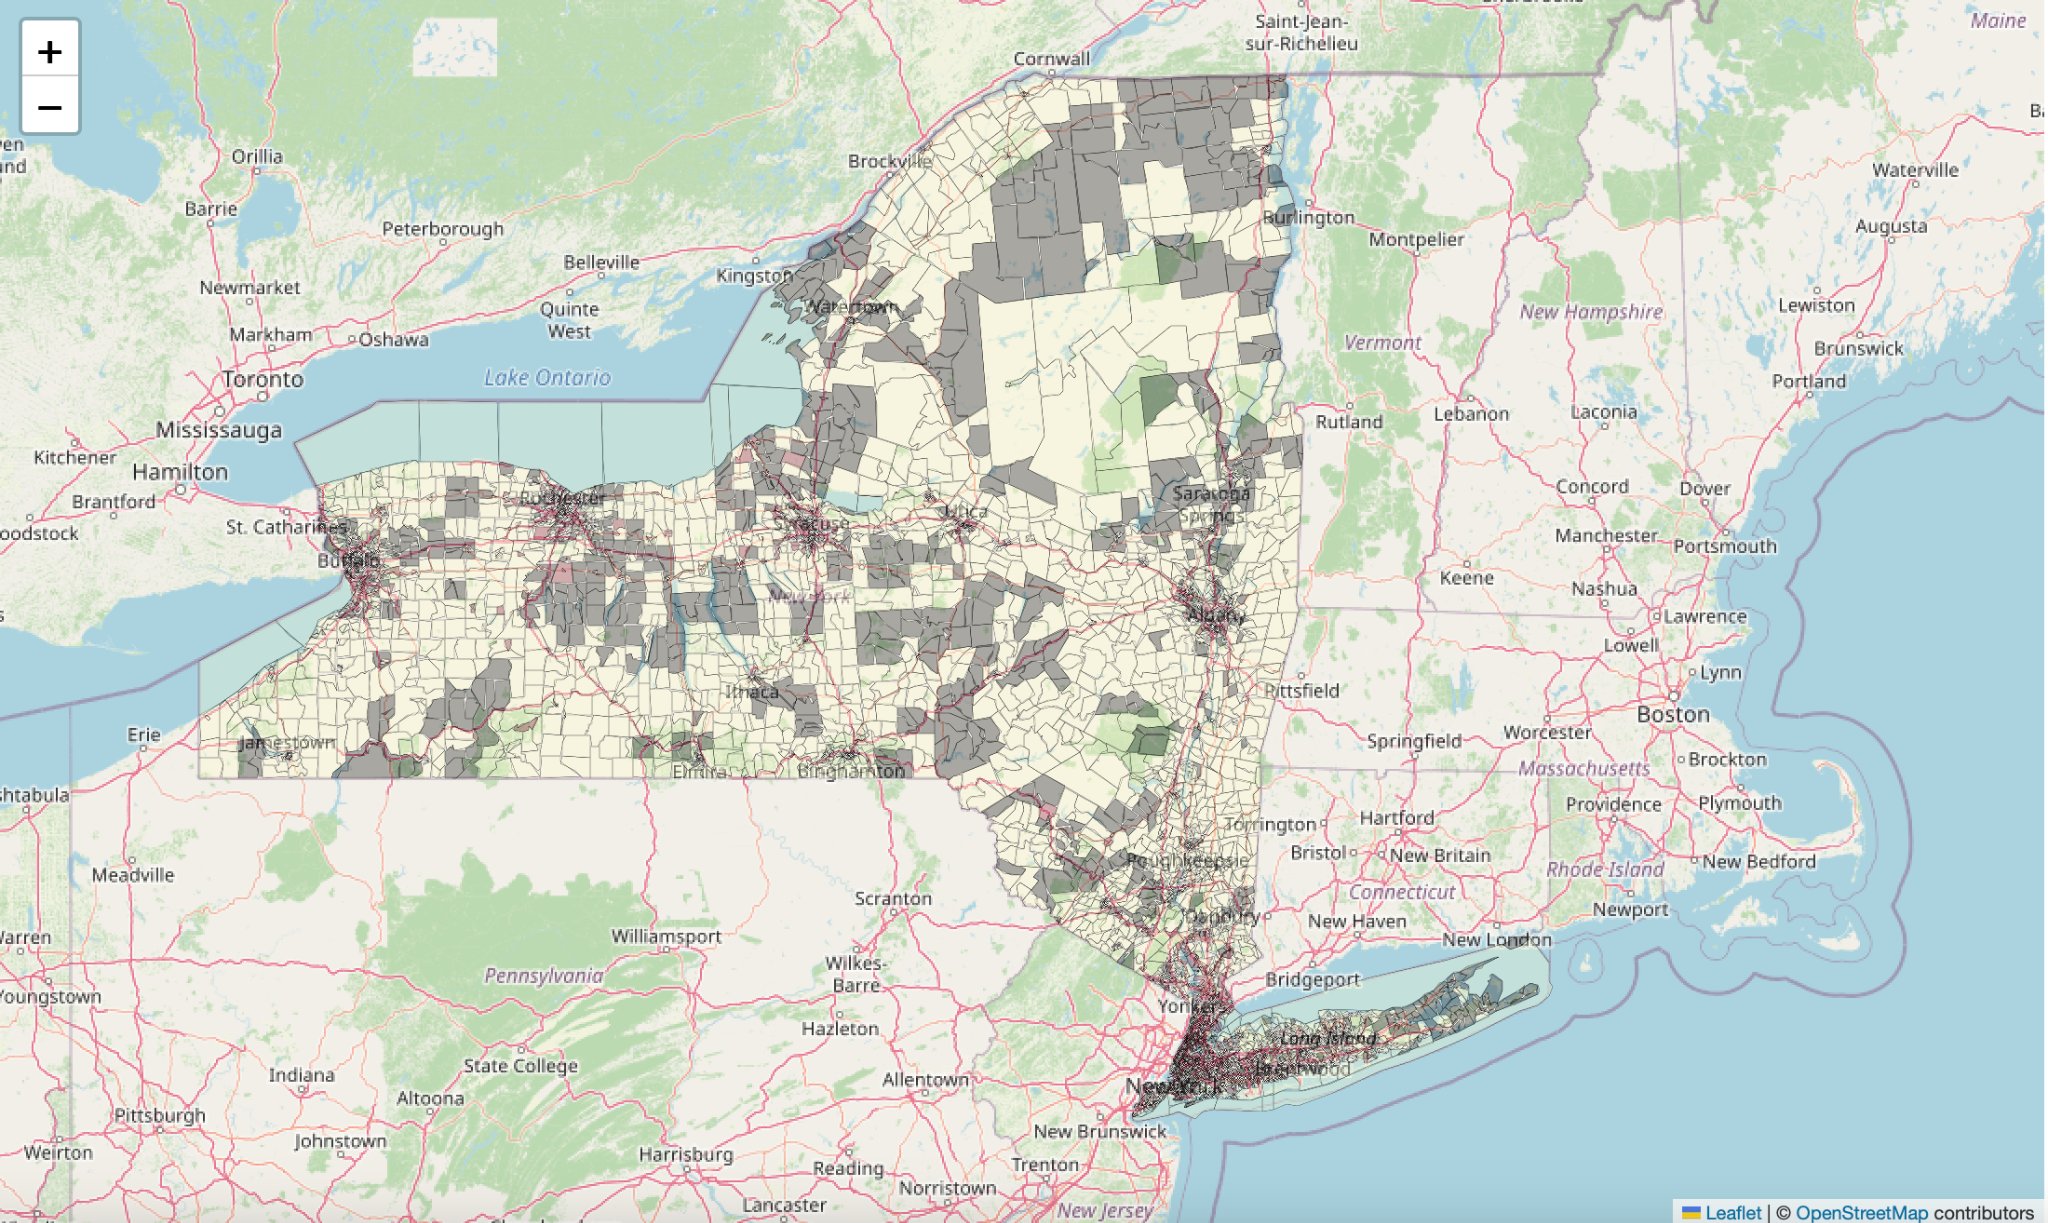 +
−
Saint-Jean-
sur-Richelieu
Maine
Cornwall
Orillia
Brockville
Waterville
Barrie
Peterborough
Burlington
Augusta
Montpelier
Belleville
Kingston
Newmarket
Watertown
Quinte
West
Lewiston
New Hampshire
Markham
Oshawa
Vermont
Brunswick
Lake Ontario
Toronto
Portland
Mississauga
Rutland
Lebanon
Laconia
Kitchener
Hamilton
Brantford
Rochester
Saratoga
Springs
Concord
Dover
St. Catharines
Syracuse
Utica
oodstock
Manchester
Portsmouth
Buffalo
Keene
Nashua
New York
Albany
Lawrence
Lowell
Lynn
Ithaca
Pittsfield
Boston
Erie
Jamestown
Worcester
Springfield
Elmira
Binghamton
Massachusetts
Brockton
shtabula
Providence
Plymouth
Torrington
Hartford
Bristol
New Britain
Poughkeepsie
New Bedford
Meadville
Rhode Island
Connecticut
Scranton
Newport
Danbury
New Haven
Warren
Williamsport
New London
Pennsylvania
Wilkes-
Barre
Bridgeport
Youngstown
Yonkers
Hazleton
Long Island
State College
Brentwood
Indiana
Allentown
New York
Altoona
Pittsburgh
Johnstown
New Brunswick
Weirton
Harrisburg
Reading
Trenton
Norristown
Lancaster
New Jersey
Leaflet | © OpenStreetMap contributors